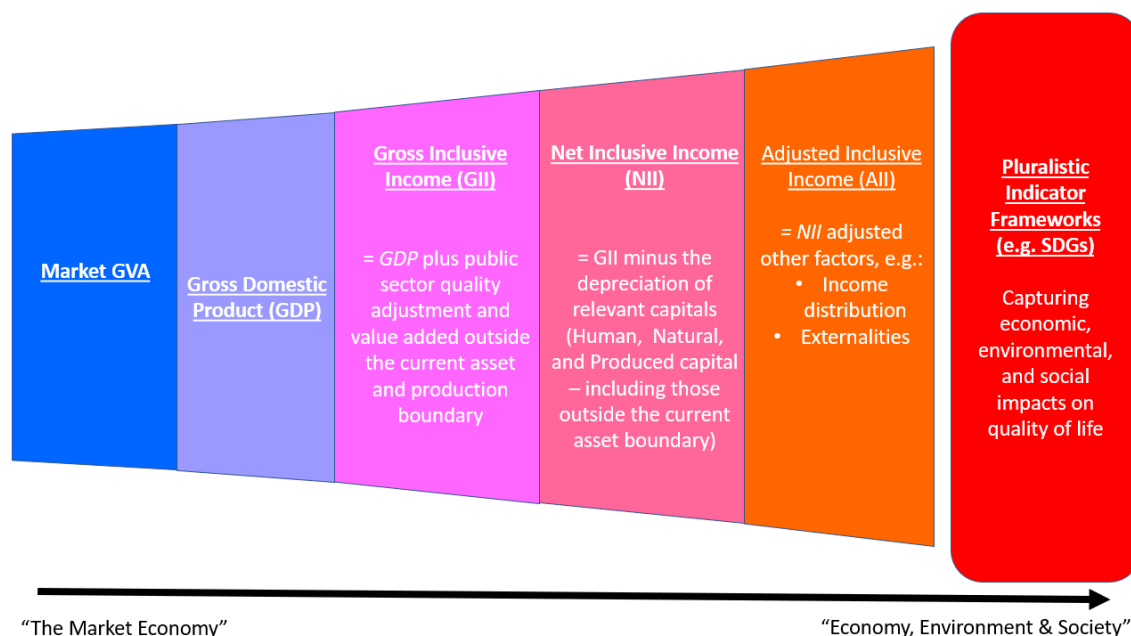 Market GVA
Gross Domestic
Product (GDP)
Gross Inclusive
Income (GII)
= GDP plus public
sector quality
adjustment and
value added outside
the current asset
and production
boundary
Net Inclusive Income
(NII)
= GII minus the
depreciation of
relevant capitals
(Human, Natural,
and Produced capital
– including those
outside the current
asset boundary)
Adjusted Inclusive
Income (AII)
= NII adjusted
other factors, e.g.:
• Income
distribution
• Externalities
Pluralistic
Indicator
Frameworks
(e.g. SDGs)
Capturing
economic,
environmental,
and social
impacts on
quality of life
“The Market Economy”
“Economy, Environment & Society”